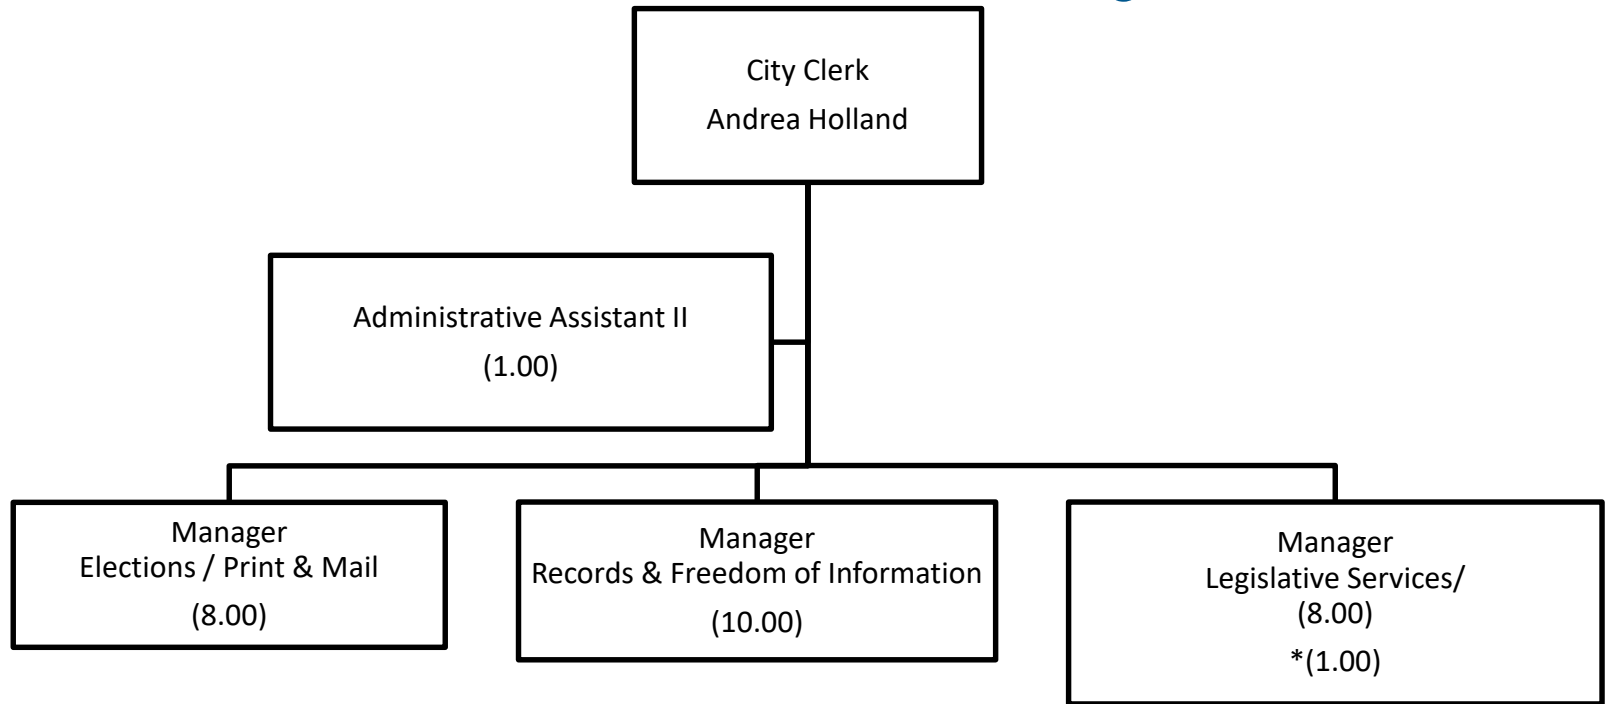 City Clerk
Andrea Holland
Administrative Assistant II
(1.00)
Manager
Elections / Print & Mail
(8.00)
Manager
Records & Freedom of Information
(10.00)
Manager
Legislative Services/
(8.00)
*(1.00)